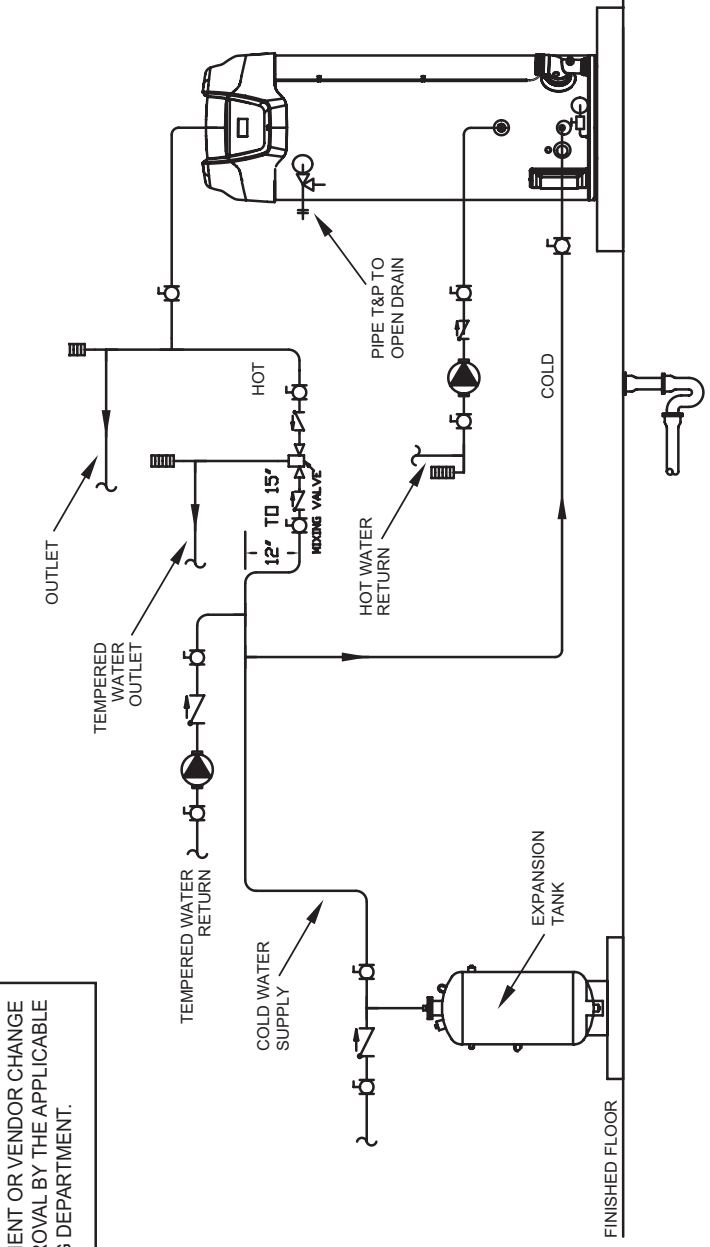 MENT OR VENDOR CHANGE
ROVAL BY THE APPLICABLE
DEPARTMENT.
OUTLET
TEMPERED
WATER
OUTLET
HOT
12" TO 15"
MIXING VALVE
PIPE T&P TO
OPEN DRAIN
TEMPERED WATER
RETURN
HOT WATER
RETURN
COLD
COLD WATER
SUPPLY
EXPANSION
TANK
FINISHED FLOOR